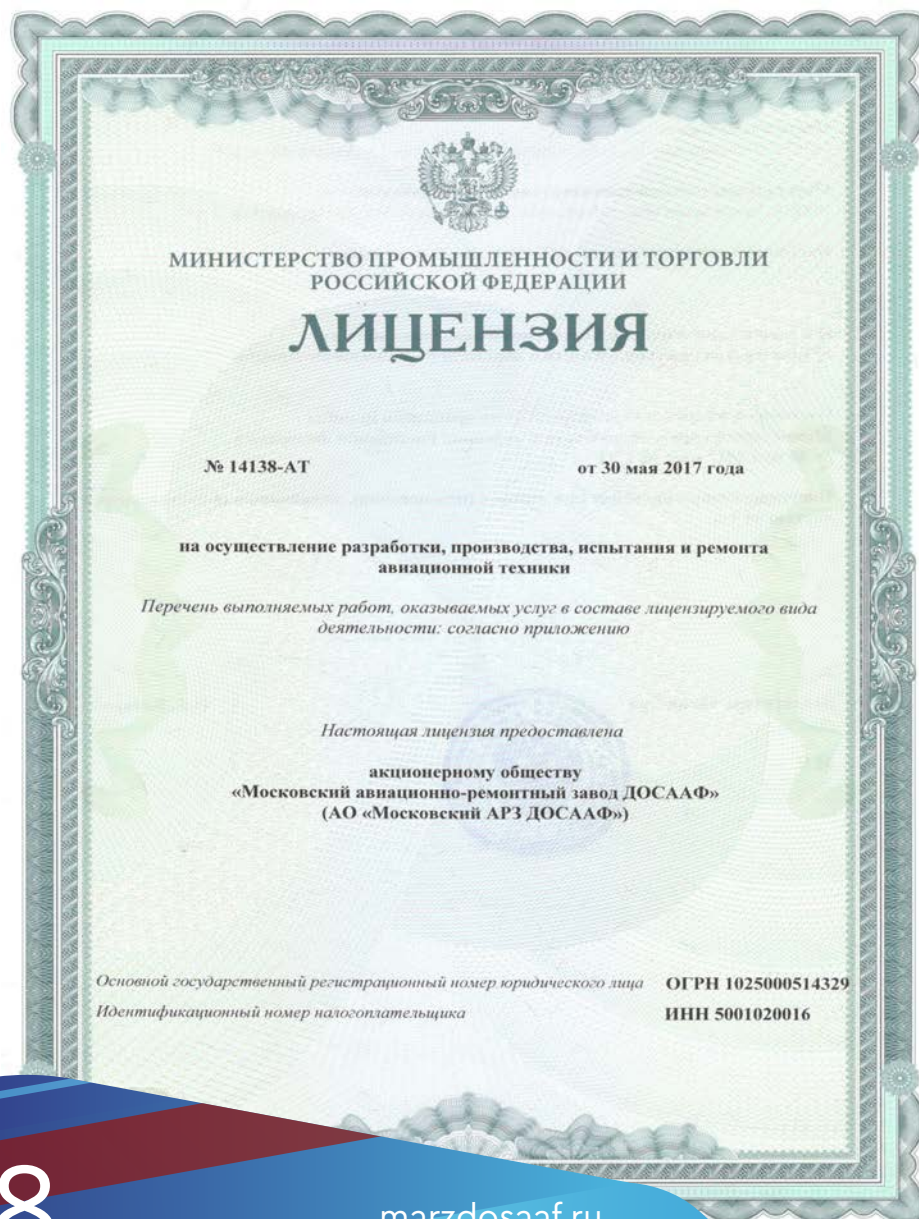 МИНИСТЕРСТВО ПРОМЫШЛЕННОСТИ И ТОРГОВЛИ
РОССИЙСКОЙ ФЕДЕРАЦИИ
ЛИЦЕНЗИЯ
№ 14138-АТ от 30 мая 2017 года
на осуществление разработки, производства, испытания и ремонта
авиационной техники
Перечень выполняемых работ, оказываемых услуг в составе лицензируемого вида
деятельности: согласно приложению
Настоящая лицензия предоставлена
акционерному обществу
«Московский авиационно-ремонтный завод ДОСААФ»
(АО «Московский АРЗ ДОСААФ»)
Основной государственный регистрационный номер юридического лица ОГРН 1025000514329
Идентификационный номер налогоплательщика ИНН 5001020016
8
marzdosaaf.ru